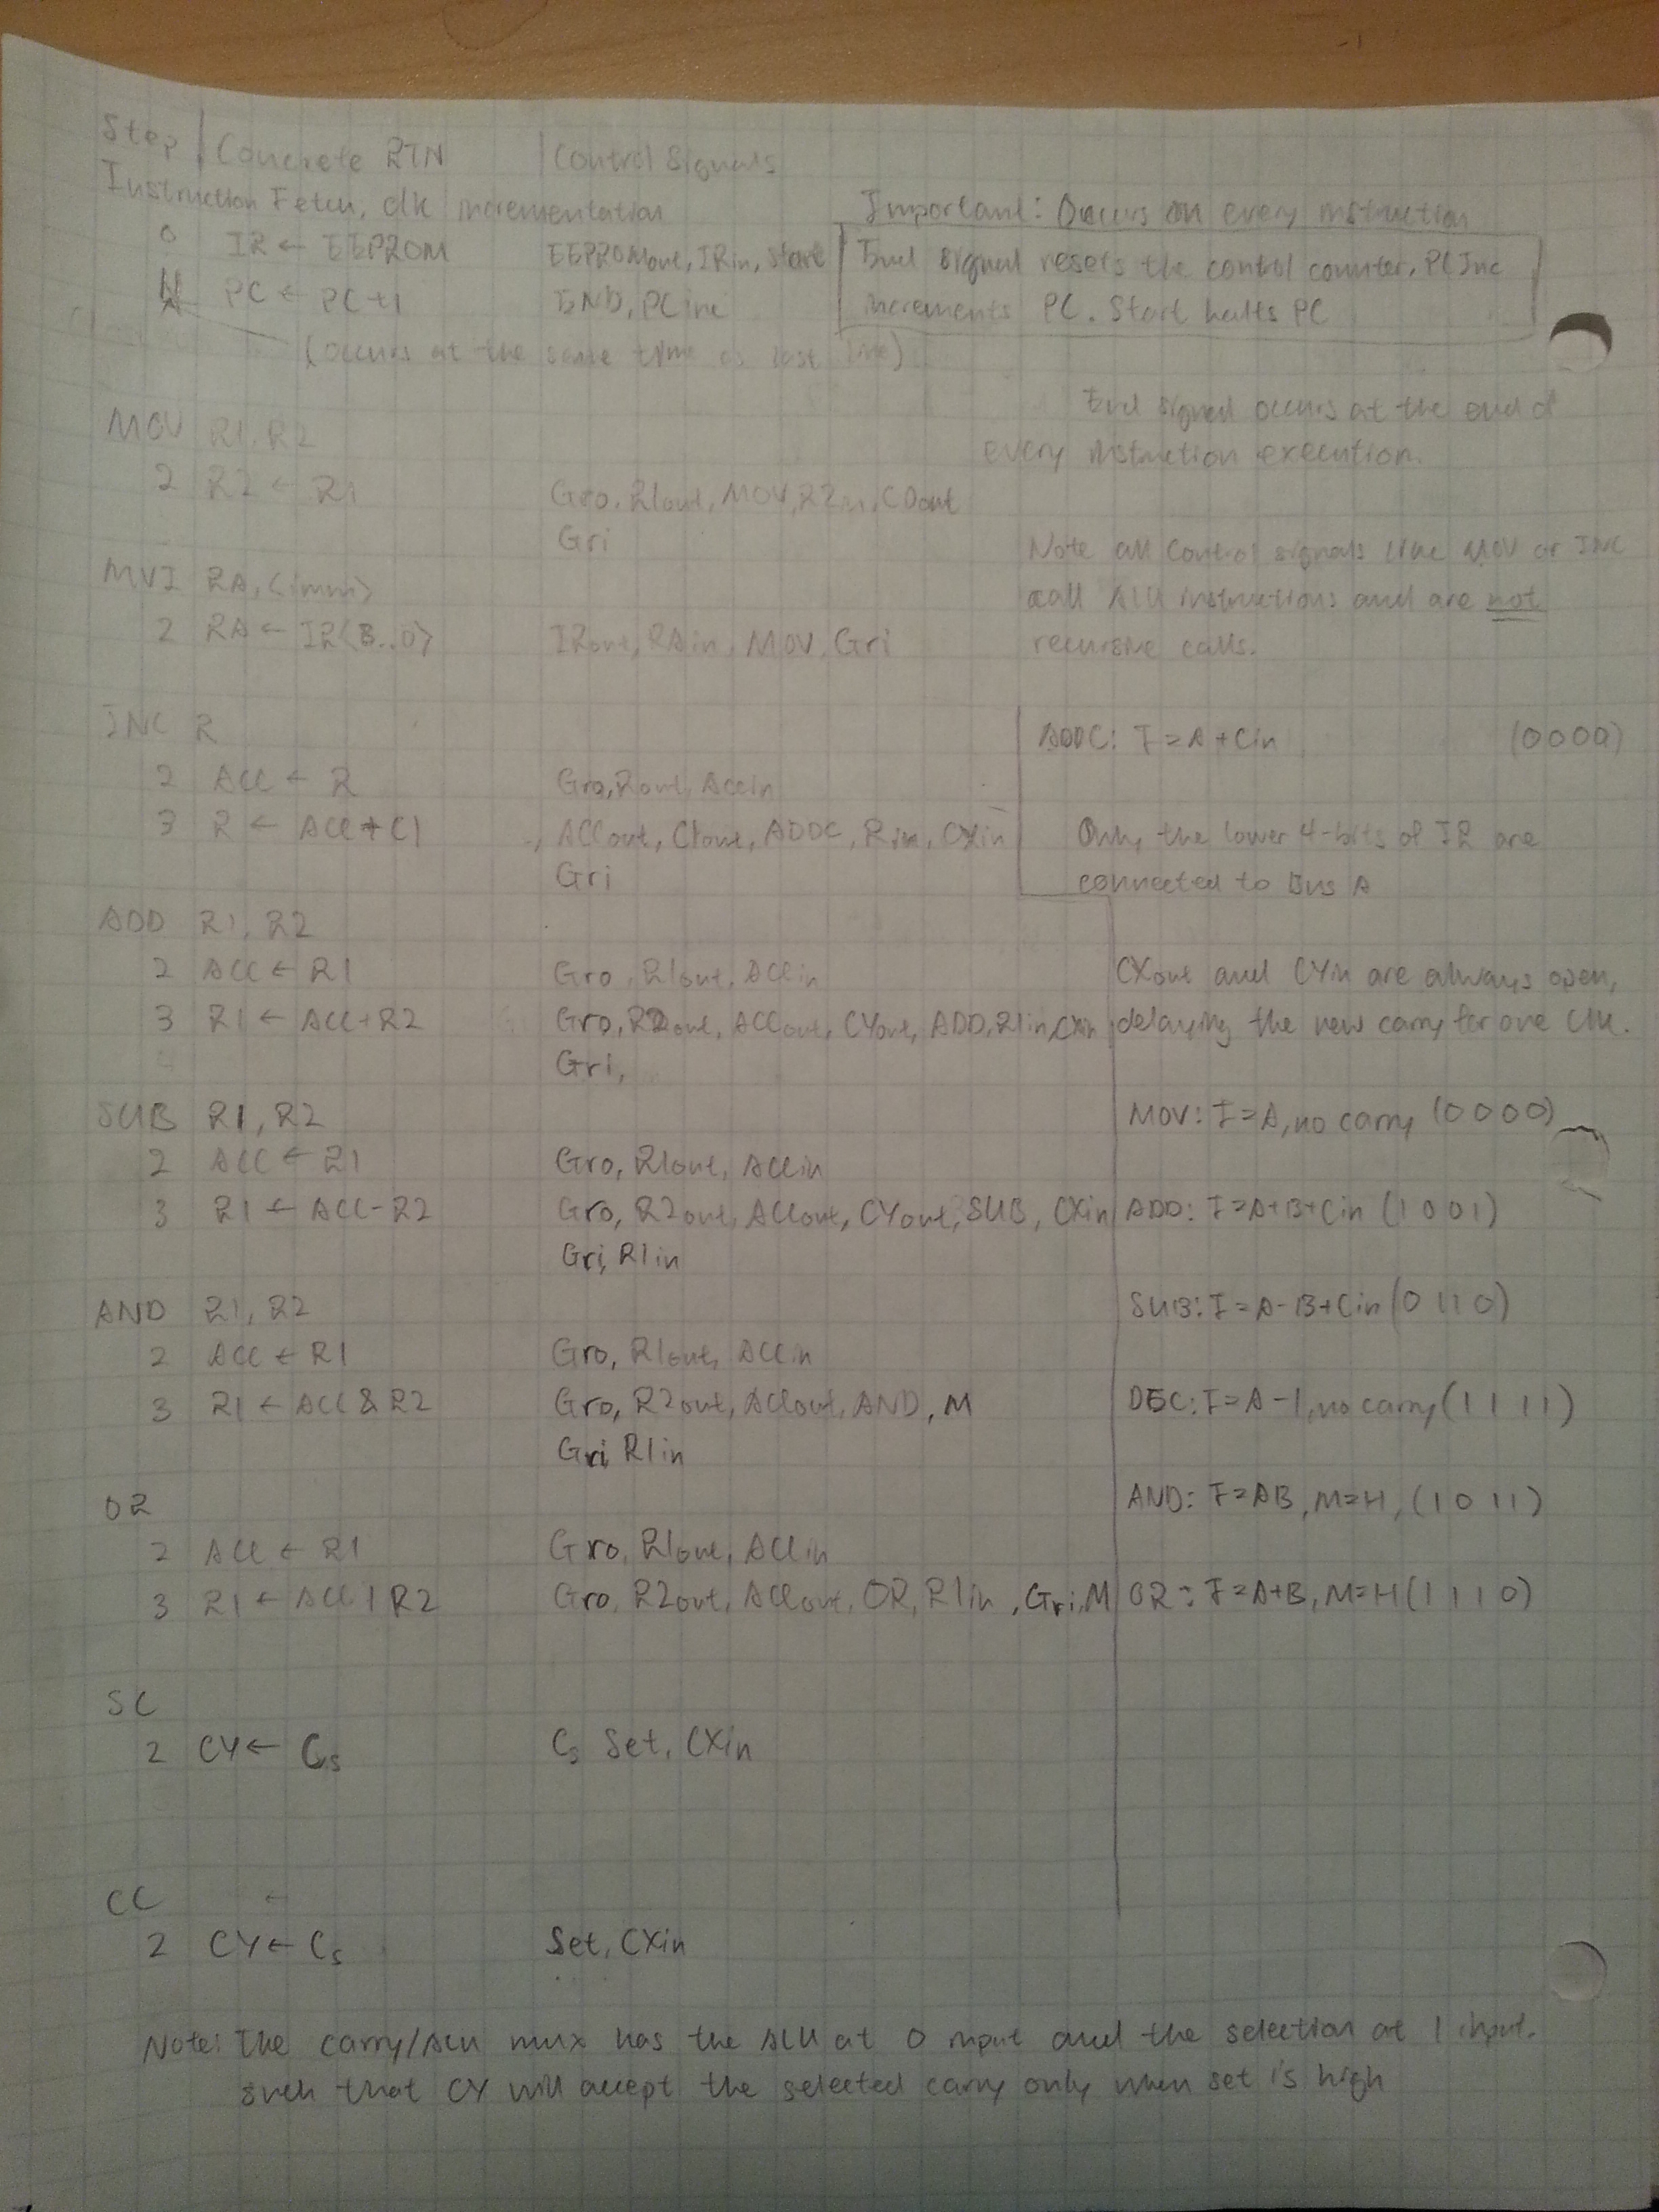 Step | Concrete RTN | Control Signals
Instruction Fetch, clk incrementation
Important: Occurs on every instruction
0 IR ← EEPROM EEPROMout, IRin, Start
End signal resets the control counter, PCInc
N PC ← PC+1 END, PCinc
increments PC. Start halts PC
(occurs at the same time as last line)
End signal occurs at the end of
every instruction execution.
MOV R1, R2
2 R2 ← R1 Gro, R1out, MOV, R2in, C0out
Gri
Note all control signals like MOV or INC
call ALU instructions and are not
recursive calls.
MVI RA, <imm>
2 RA ← IR<3..0> IRout, RAin, MOV, Gri
INC R
ADDC: F=A+Cin (0000)
2 ACC ← R Gro, Rout, ACCin
3 R ← ACC+C1 , ACCout, C1out, ADDC, Rin, CXin
Gri
Only the lower 4-bits of IR are
connected to Bus A
ADD R1, R2
2 ACC ← R1 Gro, R1out, ACCin
CXout and CYin are always open,
3 R1 ← ACC+R2 Gro, R2out, ACCout, CYout, ADD, R1in, CXin
delaying the new carry for one Clk.
Gri,
SUB R1, R2
MOV: F=A, no carry (0000)
2 ACC ← R1 Gro, R1out, ACCin
3 R1 ← ACC-R2 Gro, R2out, ACCout, CYout, SUB, CXin
ADD: F=A+B+Cin (1001)
Gri, R1in
AND R1, R2
SUB: F=A-B+Cin (0110)
2 ACC ← R1 Gro, R1out, ACCin
3 R1 ← ACC & R2 Gro, R2out, ACCout, AND, M
DEC: F=A-1, no carry (1111)
Gri R1in
OR
AND: F=AB, M=H, (1011)
2 ACC ← R1 Gro, R1out, ACCin
3 R1 ← ACC | R2 Gro, R2out, ACCout, OR, R1in, Gri, M
OR: F=A+B, M=H (1110)
SC
2 CY ← Cs Cs Set, CXin
CC ←
2 CY ← Cs Set, CXin
Note: The carry/ALU mux has the ALU at 0 input and the selection at 1 input.
such that CY will accept the selected carry only when set is high